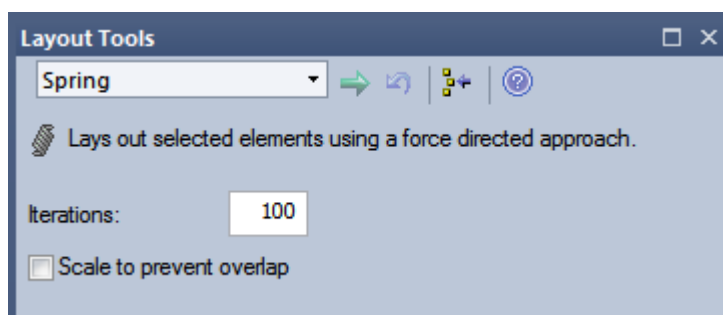 Layout Tools
Spring
Lays out selected elements using a force directed approach.
Iterations: 100
Scale to prevent overlap